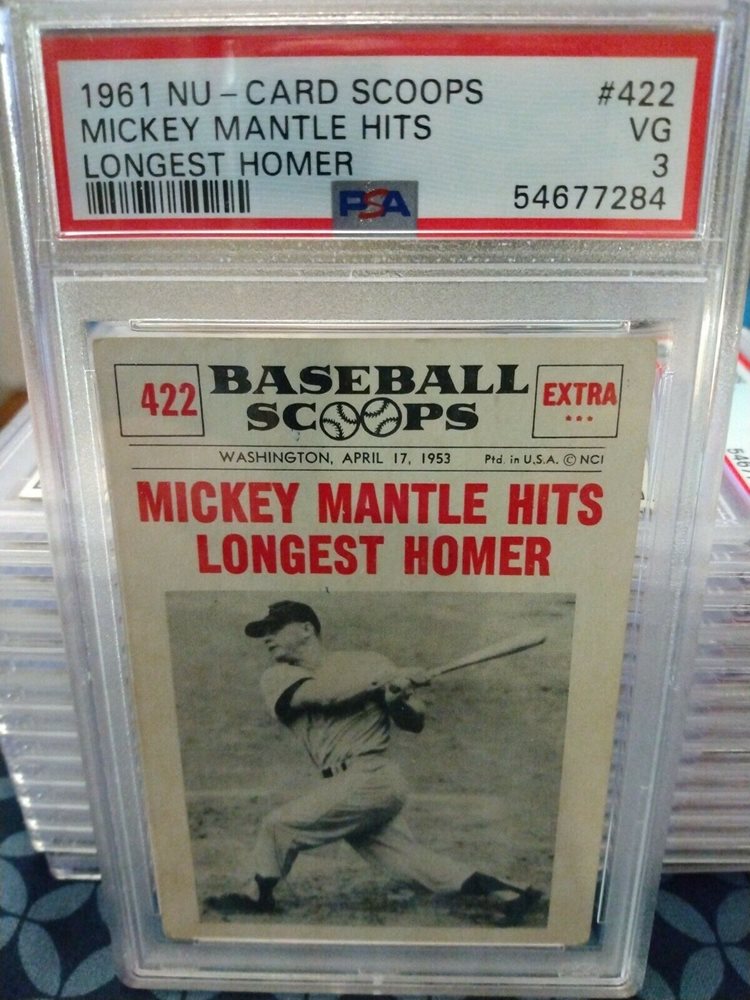 1961 NU-CARD SCOOPS #422
MICKEY MANTLE HITS VG
LONGEST HOMER 3
PSA 54677284
422 BASEBALL SCOOPS EXTRA
WASHINGTON, APRIL 17, 1953 Ptd. in U.S.A. © NCI
MICKEY MANTLE HITS
LONGEST HOMER